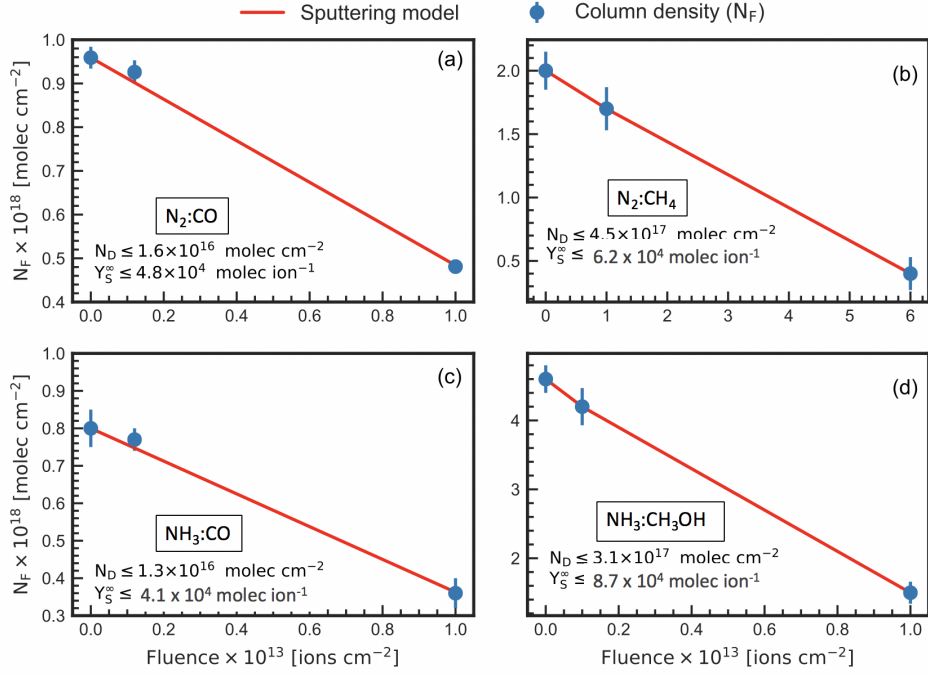 Sputtering model
Column density (N_F)
N_F × 10^18 [molec cm^−2]
1.0
0.9
0.8
0.7
0.6
0.5
0.4
(a)
N_2:CO
N_D ≤ 1.6×10^16 molec cm^−2
Y_S^∞ ≤ 4.8×10^4 molec ion^−1
0.0 0.2 0.4 0.6 0.8 1.0
2.0
1.5
1.0
0.5
(b)
N_2:CH_4
N_D ≤ 4.5×10^17 molec cm^−2
Y_S^∞ ≤ 6.2 x 10^4 molec ion^-1
0 1 2 3 4 5 6
N_F × 10^18 [molec cm^−2]
1.0
0.9
0.8
0.7
0.6
0.5
0.4
0.3
(c)
NH_3:CO
N_D ≤ 1.3×10^16 molec cm^−2
Y_S^∞ ≤ 4.1 x 10^4 molec ion^-1
0.0 0.2 0.4 0.6 0.8 1.0
Fluence × 10^13 [ions cm^−2]
4
3
2
(d)
NH_3:CH_3OH
N_D ≤ 3.1×10^17 molec cm^−2
Y_S^∞ ≤ 8.7 x 10^4 molec ion^-1
0.0 0.2 0.4 0.6 0.8 1.0
Fluence × 10^13 [ions cm^−2]